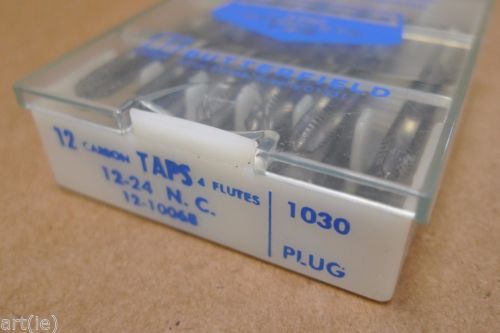 BUTTERFIELD
12 CARBON TAPS 4 FLUTES
12-24 N. C.
12-10068
1030
PLUG
art(ie)